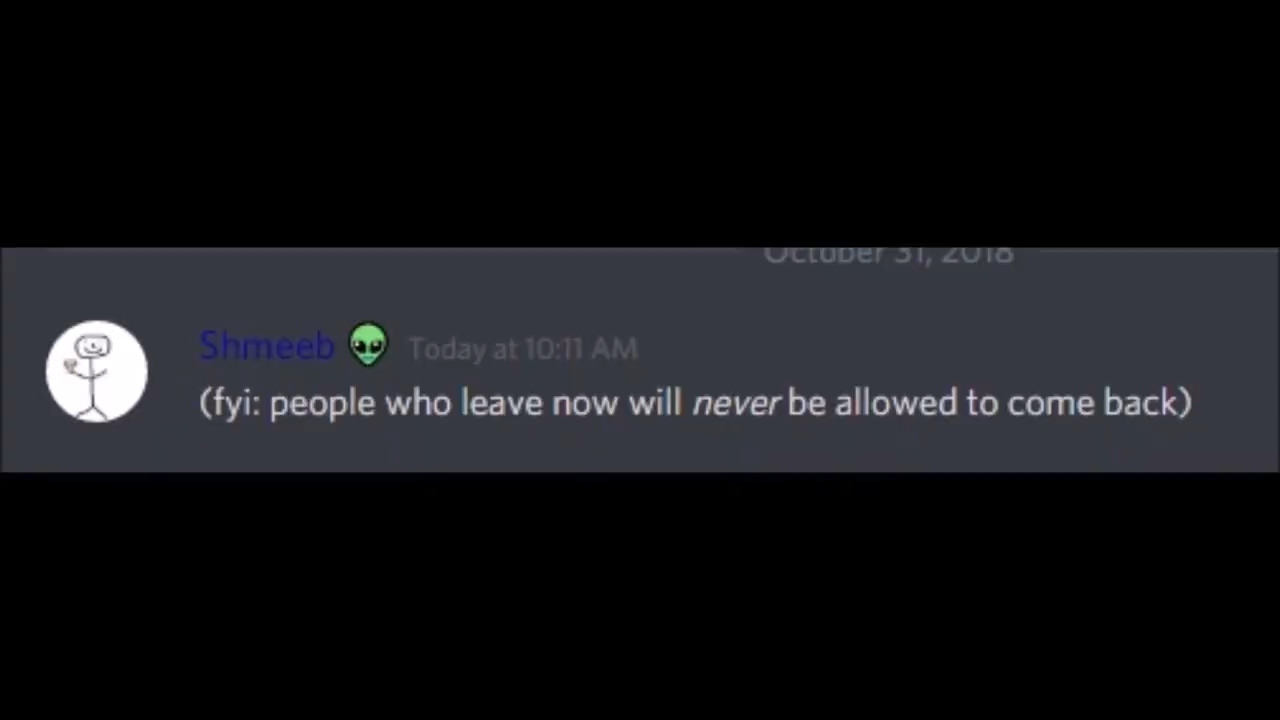 October 31, 2018
Shmeeb 👽 Today at 10:11 AM
(fyi: people who leave now will never be allowed to come back)